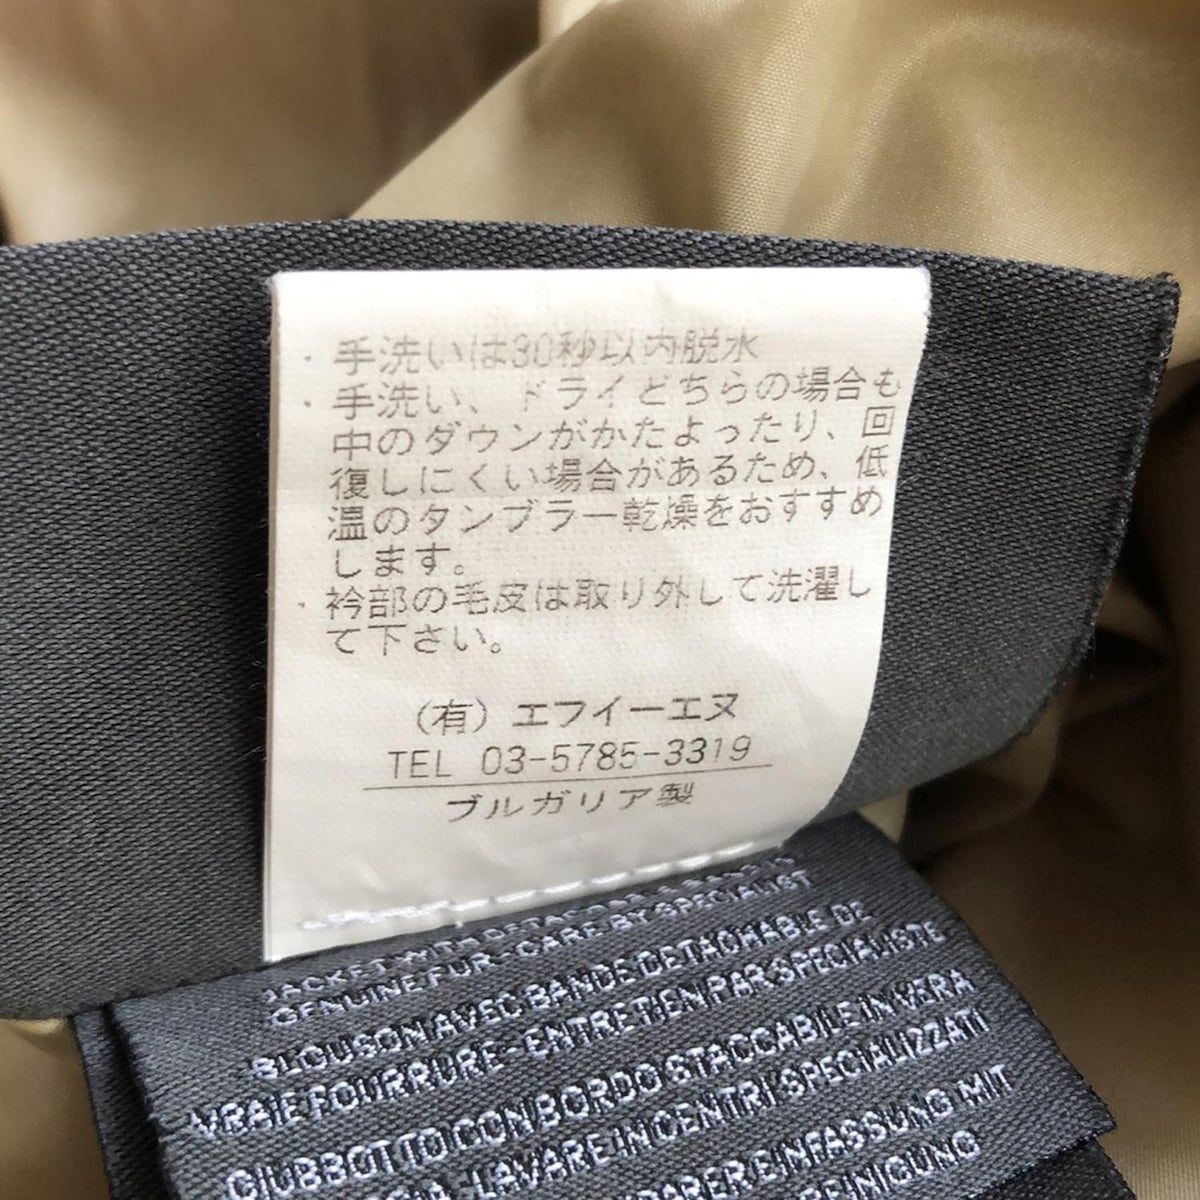 ・手洗いは30秒以内脱水
・手洗い、ドライどちらの場合も
中のダウンがかたよったり、回
復しにくい場合があるため、低
温のタンブラー乾燥をおすすめ
します。
・衿部の毛皮は取り外して洗濯し
て下さい。
（有）エフイーエヌ
TEL 03-5785-3319
ブルガリア製
JACKET WITH DETACHABLE BAND IN
GENUINE FUR-CARE BY SPECIALIST
BLOUSON AVEC BANDE DETACHABLE DE
VRAIE FOURRURE-ENTRETIEN PAR SPECIALISTE
GIUBBOTTO CON BORDO STACCABILE IN VERA
-LAVARE IN CENTRI SPECIALIZZATI
EINFASSUNG MIT